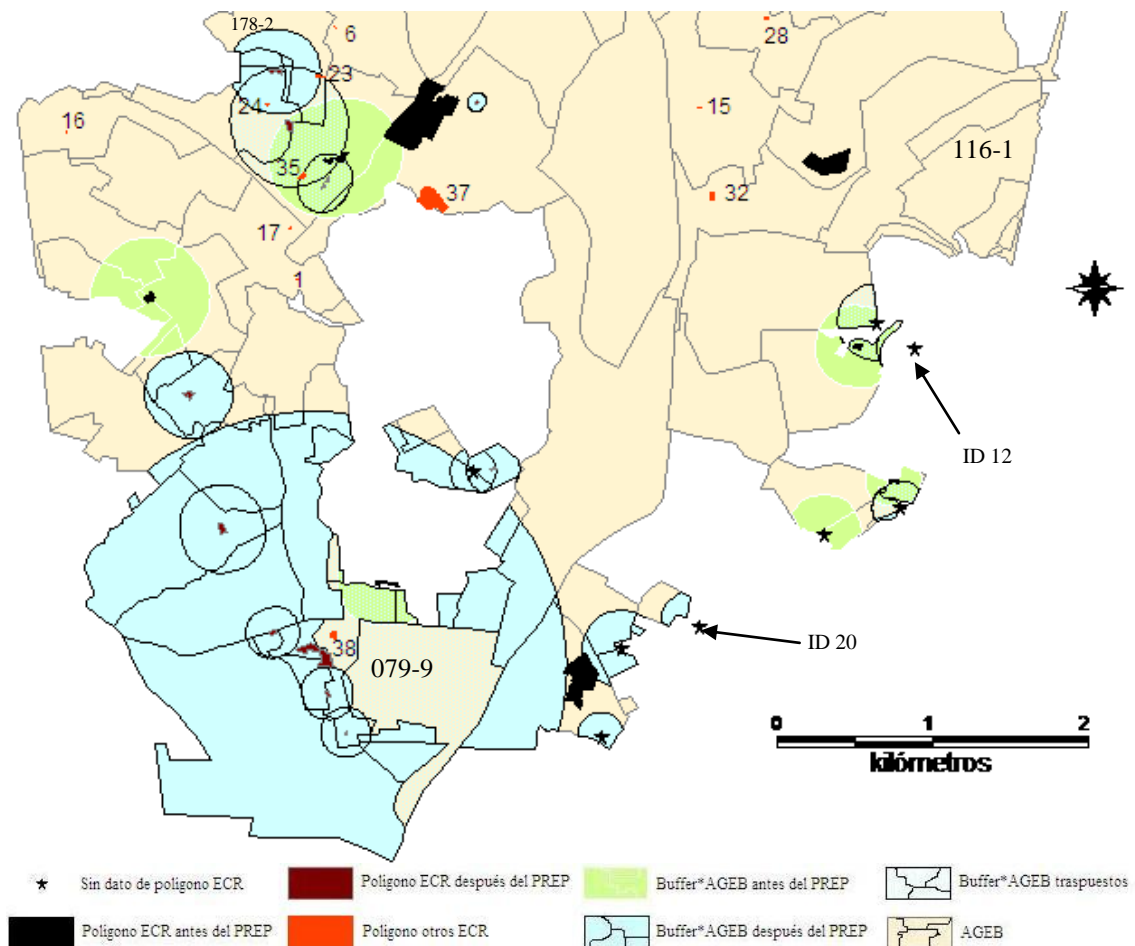 178-2
6
28
23
24
15
16
116-1
35
37
32
17
1
ID 12
ID 20
38
079-9
0 1 2
kilómetros
Sin dato de polígono ECR
Polígono ECR después del PREP
Buffer*AGEB antes del PREP
Buffer*AGEB traspuestos
Polígono ECR antes del PREP
Polígono otros ECR
Buffer*AGEB después del PREP
AGEB